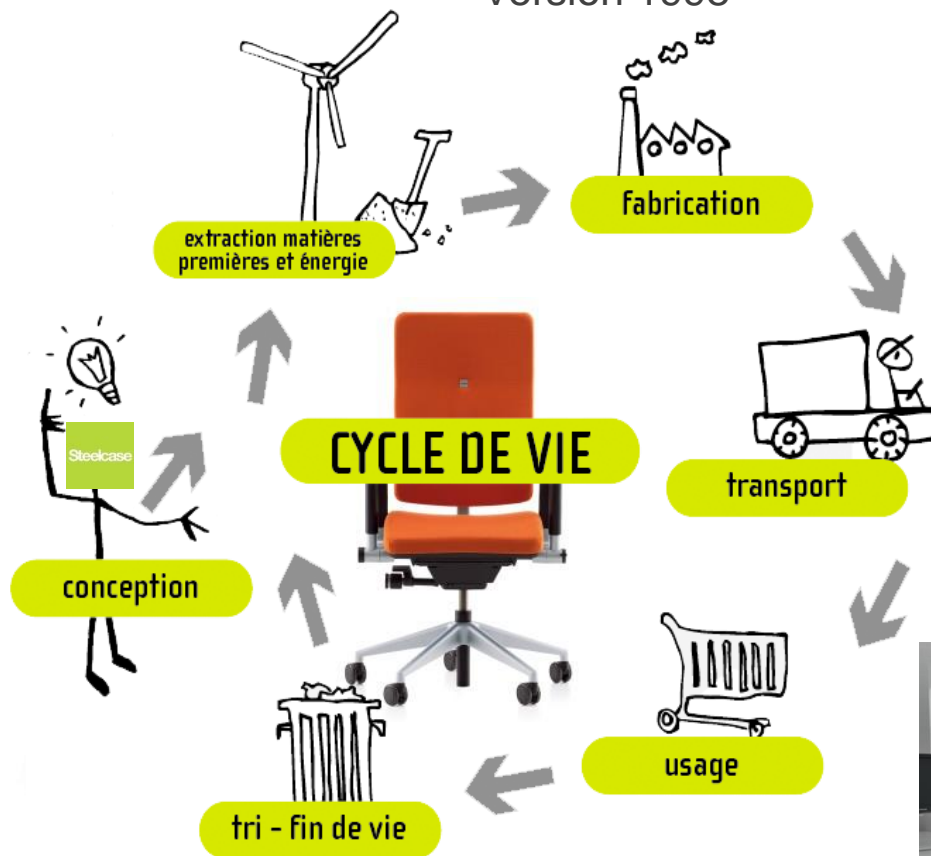 fabrication
extraction matières
premières et énergie
Steelcase
CYCLE DE VIE
transport
conception
usage
tri - fin de vie